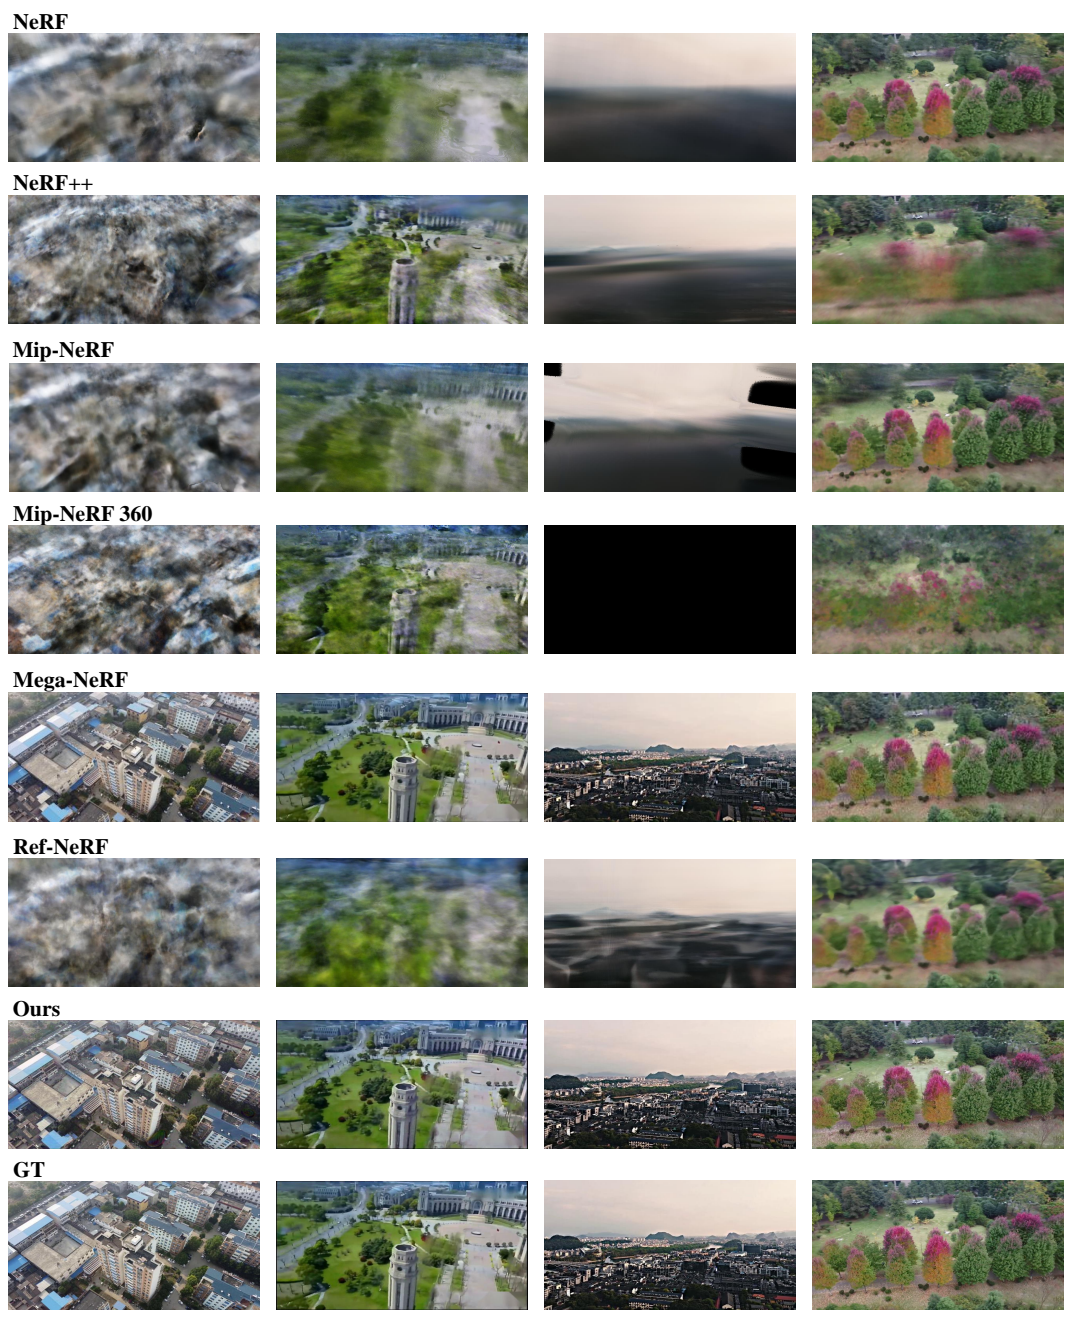 NeRF
NeRF++
Mip-NeRF
Mip-NeRF 360
Mega-NeRF
Ref-NeRF
Ours
GT